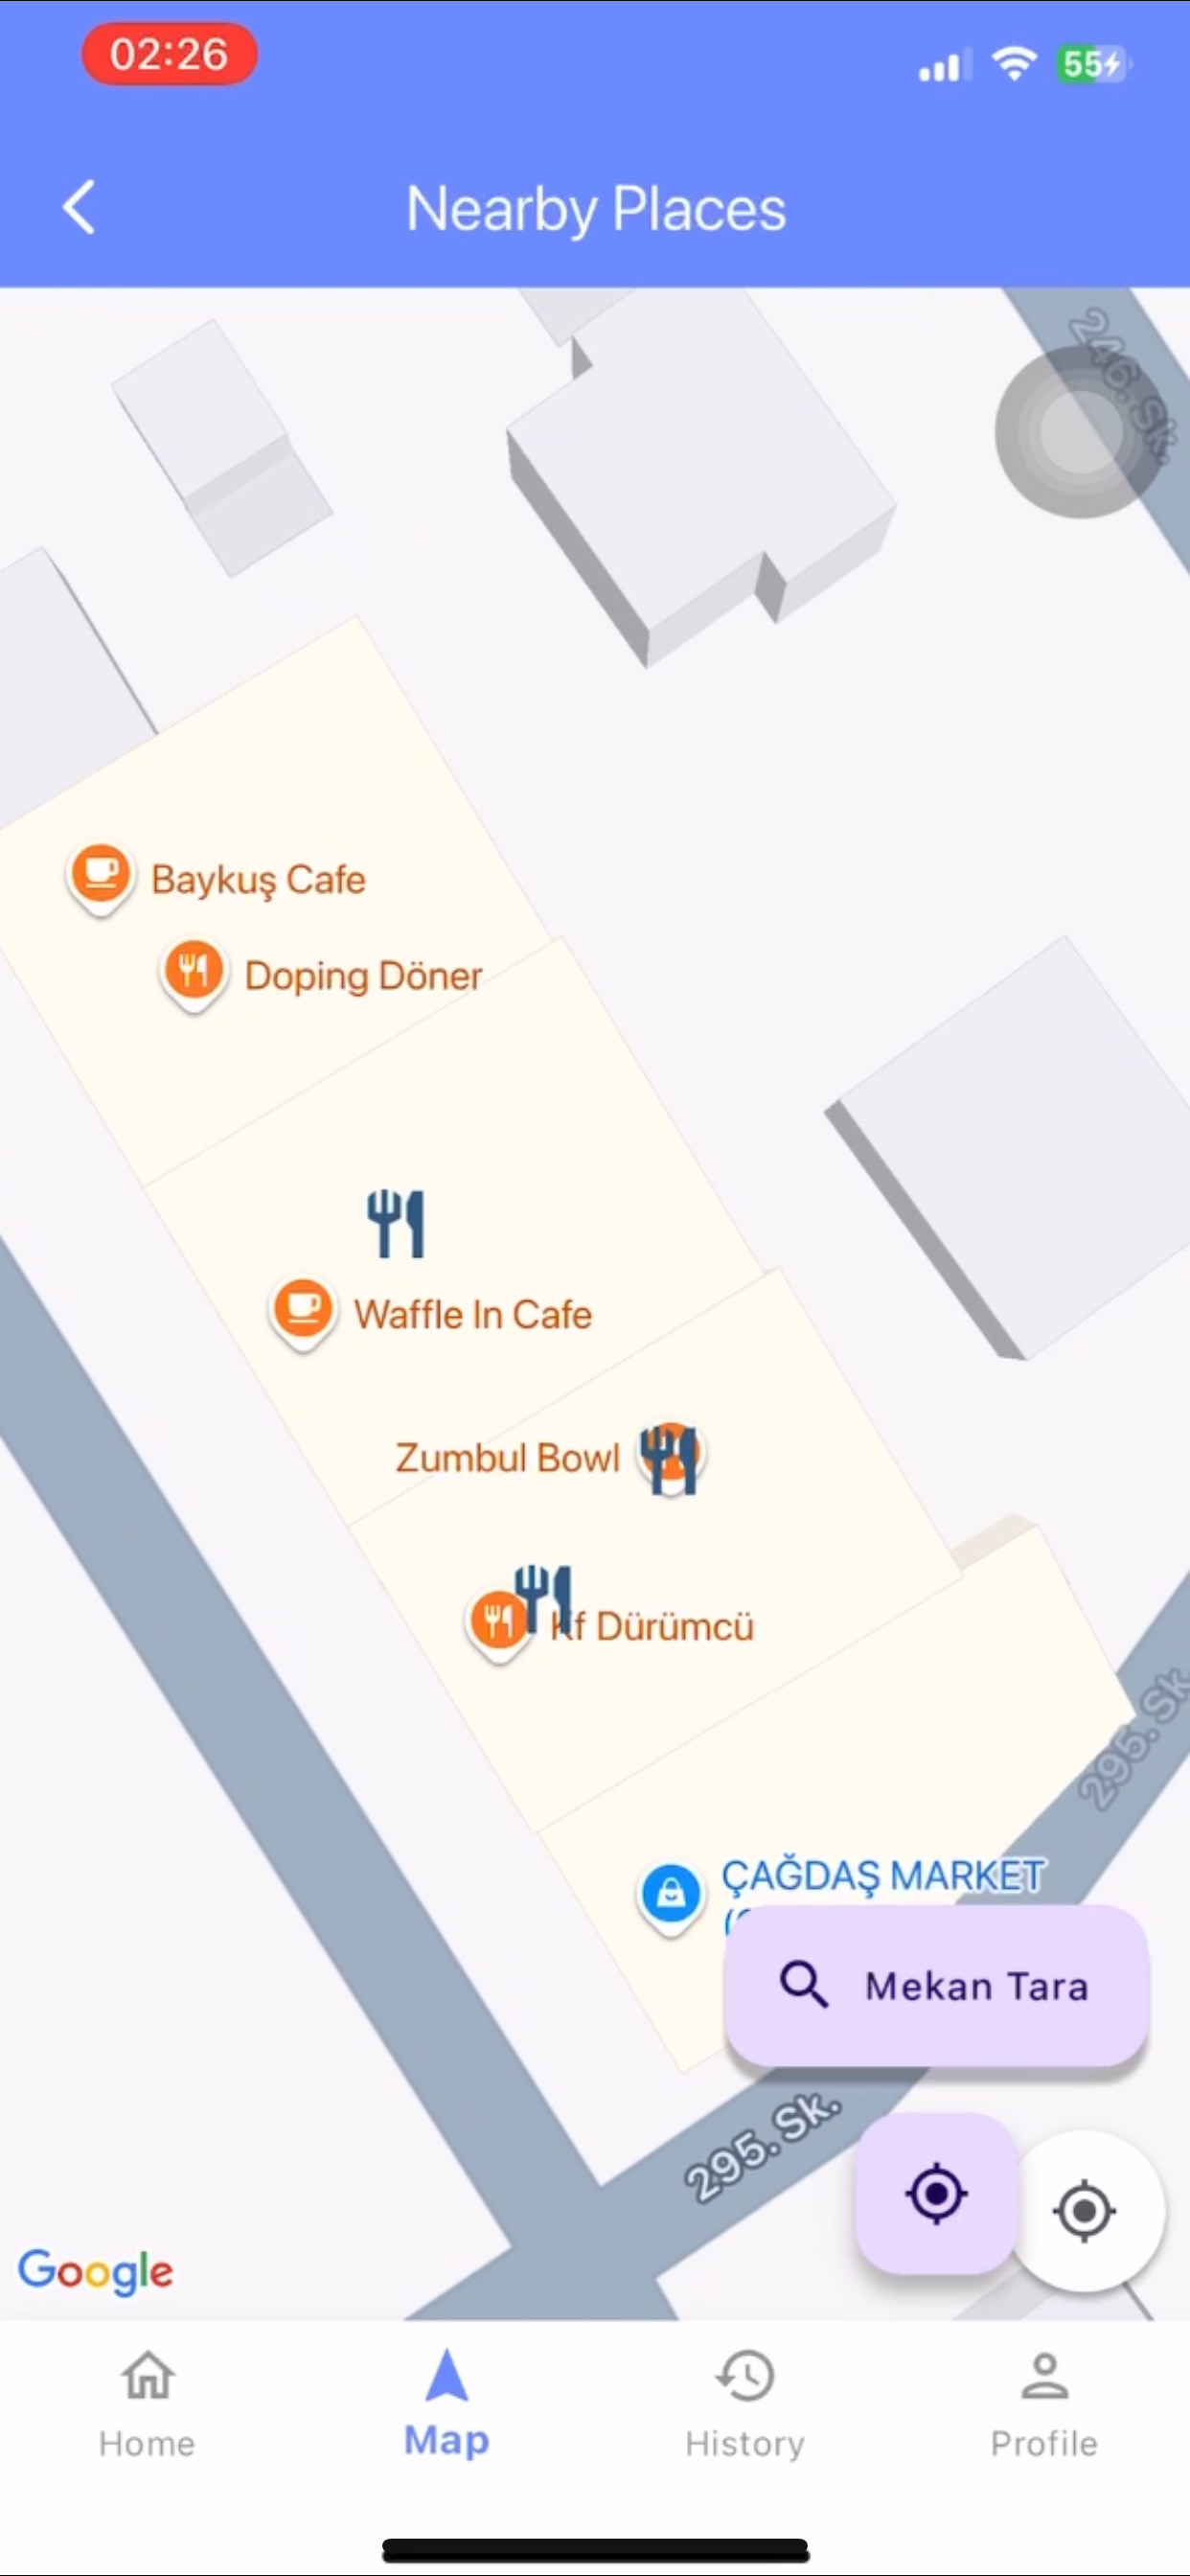 02:26
55
Nearby Places
246. Sk.
Baykuş Cafe
Doping Döner
Waffle In Cafe
Zumbul Bowl
Kf Dürümcü
295. Sk.
ÇAĞDAŞ MARKET
Mekan Tara
295. Sk.
Google
Home
Map
History
Profile